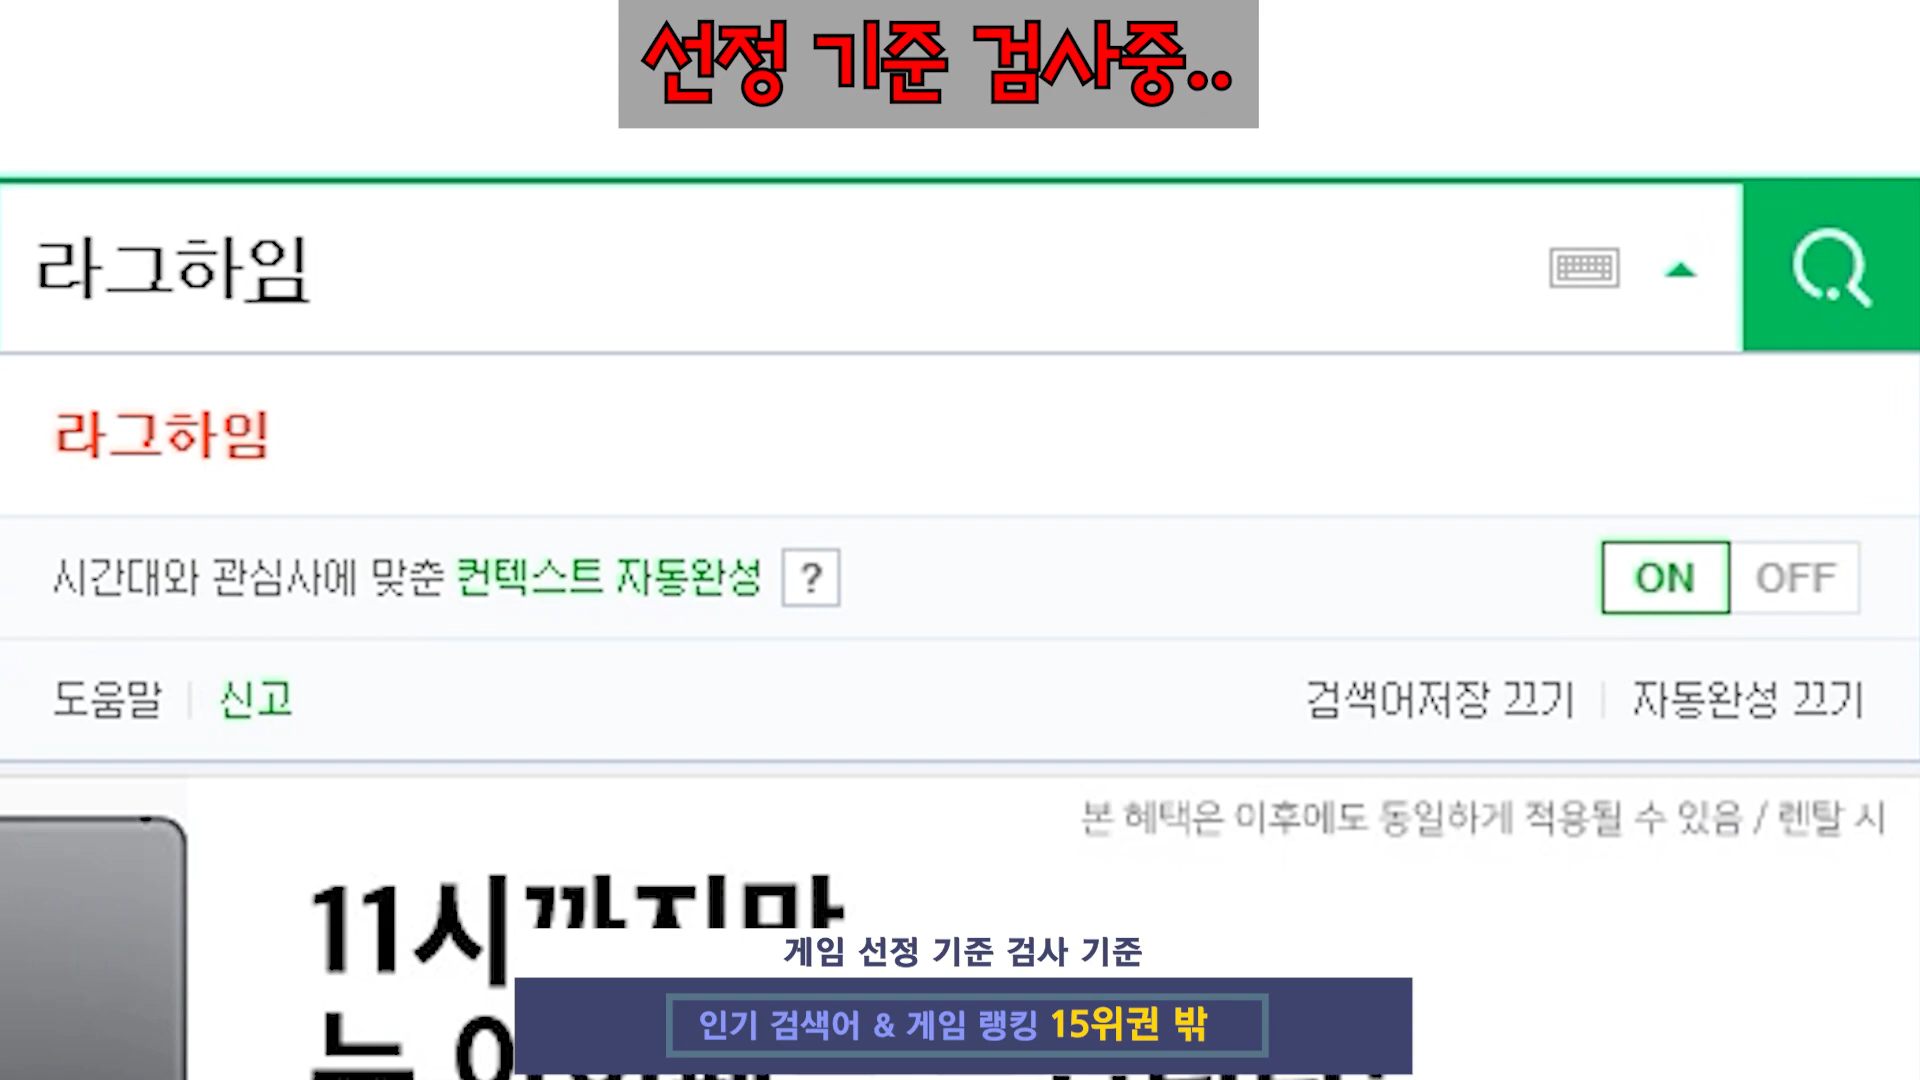 선정 기준 검사중..
라그하임
라그하임
시간대와 관심사에 맞춘 컨텍스트 자동완성 ?
ON OFF
도움말 신고
검색어저장 끄기 자동완성 끄기
본 혜택은 이후에도 동일하게 적용될 수 있음 / 렌탈 시
11시까지만
게임 선정 기준 검사 기준
인기 검색어 & 게임 랭킹 15위권 밖